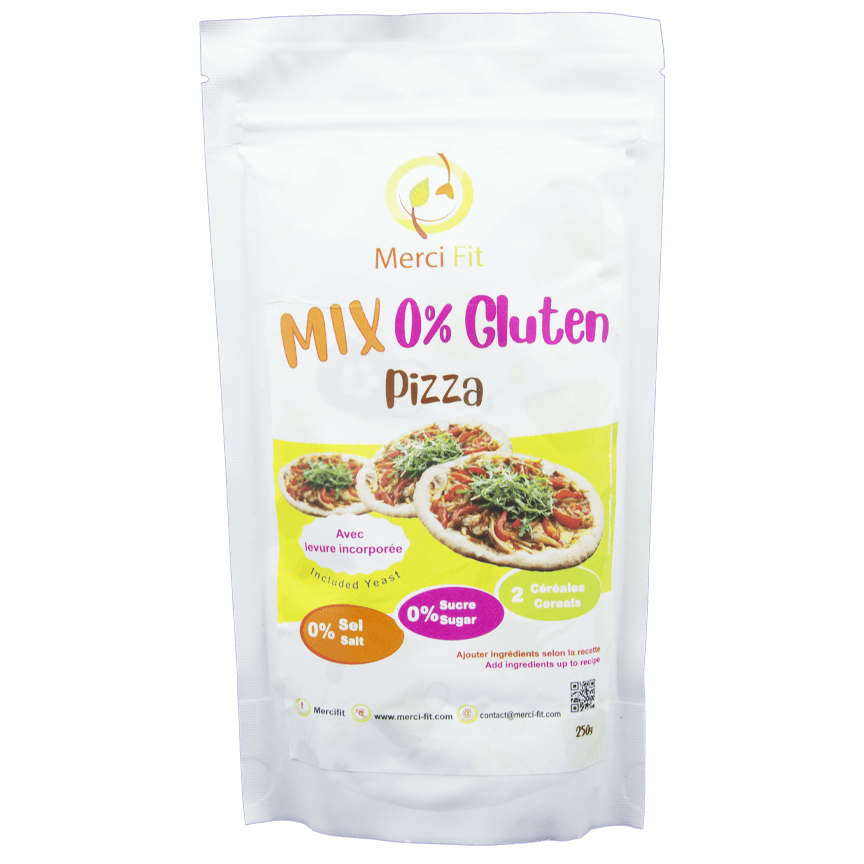 Merci Fit
MIX 0% Gluten
Pizza
Avec
levure incorporée
Included Yeast
0% Sel
Salt
0% Sucre
Sugar
2 Céréales
Cereals
Ajouter ingrédients selon la recette
Add ingredients up to recipe
Mercifit
www.merci-fit.com
contact@merci-fit.com
250g